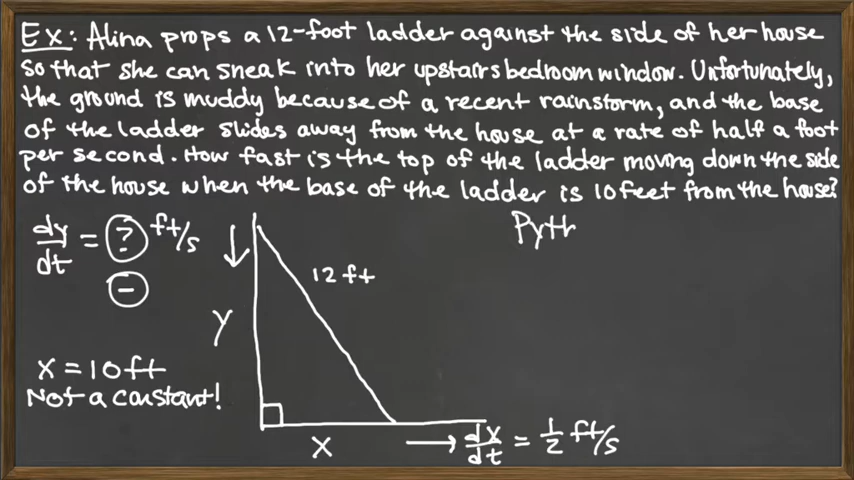 Ex: Alina props a 12-foot ladder against the side of her house
so that she can sneak into her upstairs bedroom window. Unfortunately,
the ground is muddy because of a recent rainstorm, and the base
of the ladder slides away from the house at a rate of half a foot
per second. How fast is the top of the ladder moving down the side
of the house when the base of the ladder is 10 feet from the house?
Pyth
dy/dt = ? ft/s
−
12 ft
y
x = 10ft
Not a constant!
x
dx/dt = 1/2 ft/s